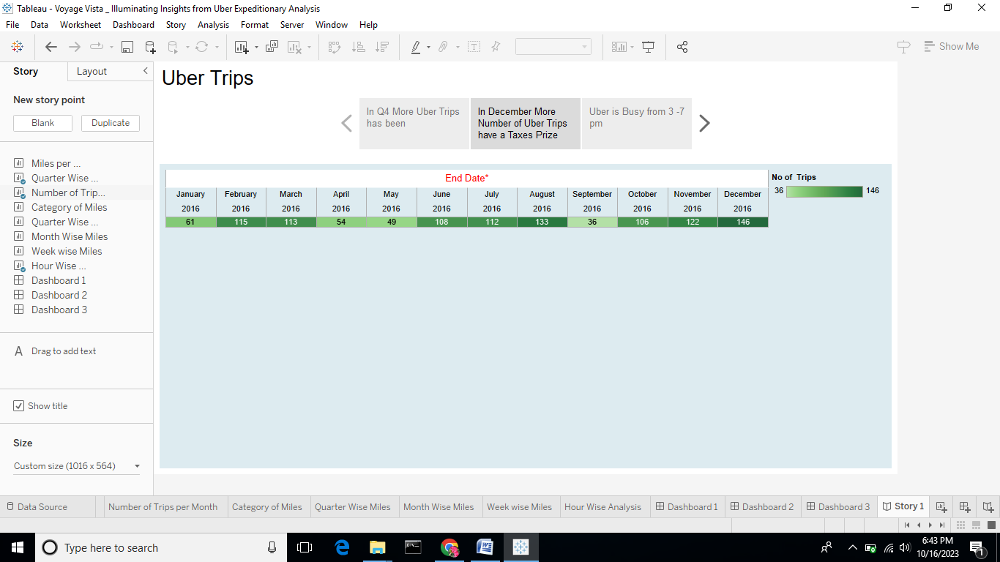 Tableau - Voyage Vista _ Illuminating Insights from Uber Expeditionary Analysis
File Data Worksheet Dashboard Story Analysis Format Server Window Help
Show Me
Story Layout
New story point
Blank Duplicate
Miles per ...
Quarter Wise ...
Number of Trip...
Category of Miles
Quarter Wise ...
Month Wise Miles
Week wise Miles
Hour Wise ...
Dashboard 1
Dashboard 2
Dashboard 3
A Drag to add text
Show title
Size
Custom size (1016 x 564)
Uber Trips
In Q4 More Uber Trips
has been
In December More
Number of Uber Trips
have a Taxes Prize
Uber is Busy from 3 -7
pm
End Date*
January February March April May June July August September October November December
2016 2016 2016 2016 2016 2016 2016 2016 2016 2016 2016 2016
61 115 113 54 49 108 112 133 36 106 122 146
No of Trips
36 146
Data Source Number of Trips per Month Category of Miles Quarter Wise Miles Month Wise Miles Week wise Miles Hour Wise Analysis Dashboard 1 Dashboard 2 Dashboard 3 Story 1
Type here to search
6:43 PM
10/16/2023
1